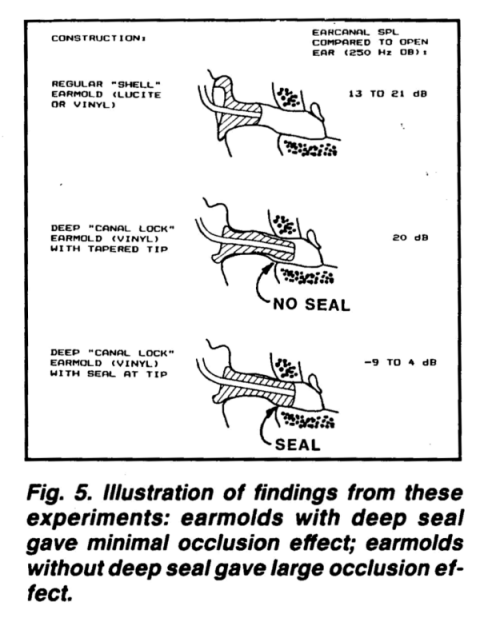 CONSTRUCTION:
EARCANAL SPL
COMPARED TO OPEN
EAR (250 Hz OB):
REGULAR "SHELL"
EARMOLD (LUCITE
OR VINYL)
13 TO 21 dB
DEEP "CANAL LOCK"
EARMOLD (VINYL)
WITH TAPERED TIP
20 dB
NO SEAL
DEEP "CANAL LOCK"
EARMOLD (VINYL)
WITH SEAL AT TIP
-9 TO 4 dB
SEAL
Fig. 5. Illustration of findings from these
experiments: earmolds with deep seal
gave minimal occlusion effect; earmolds
without deep seal gave large occlusion ef-
fect.